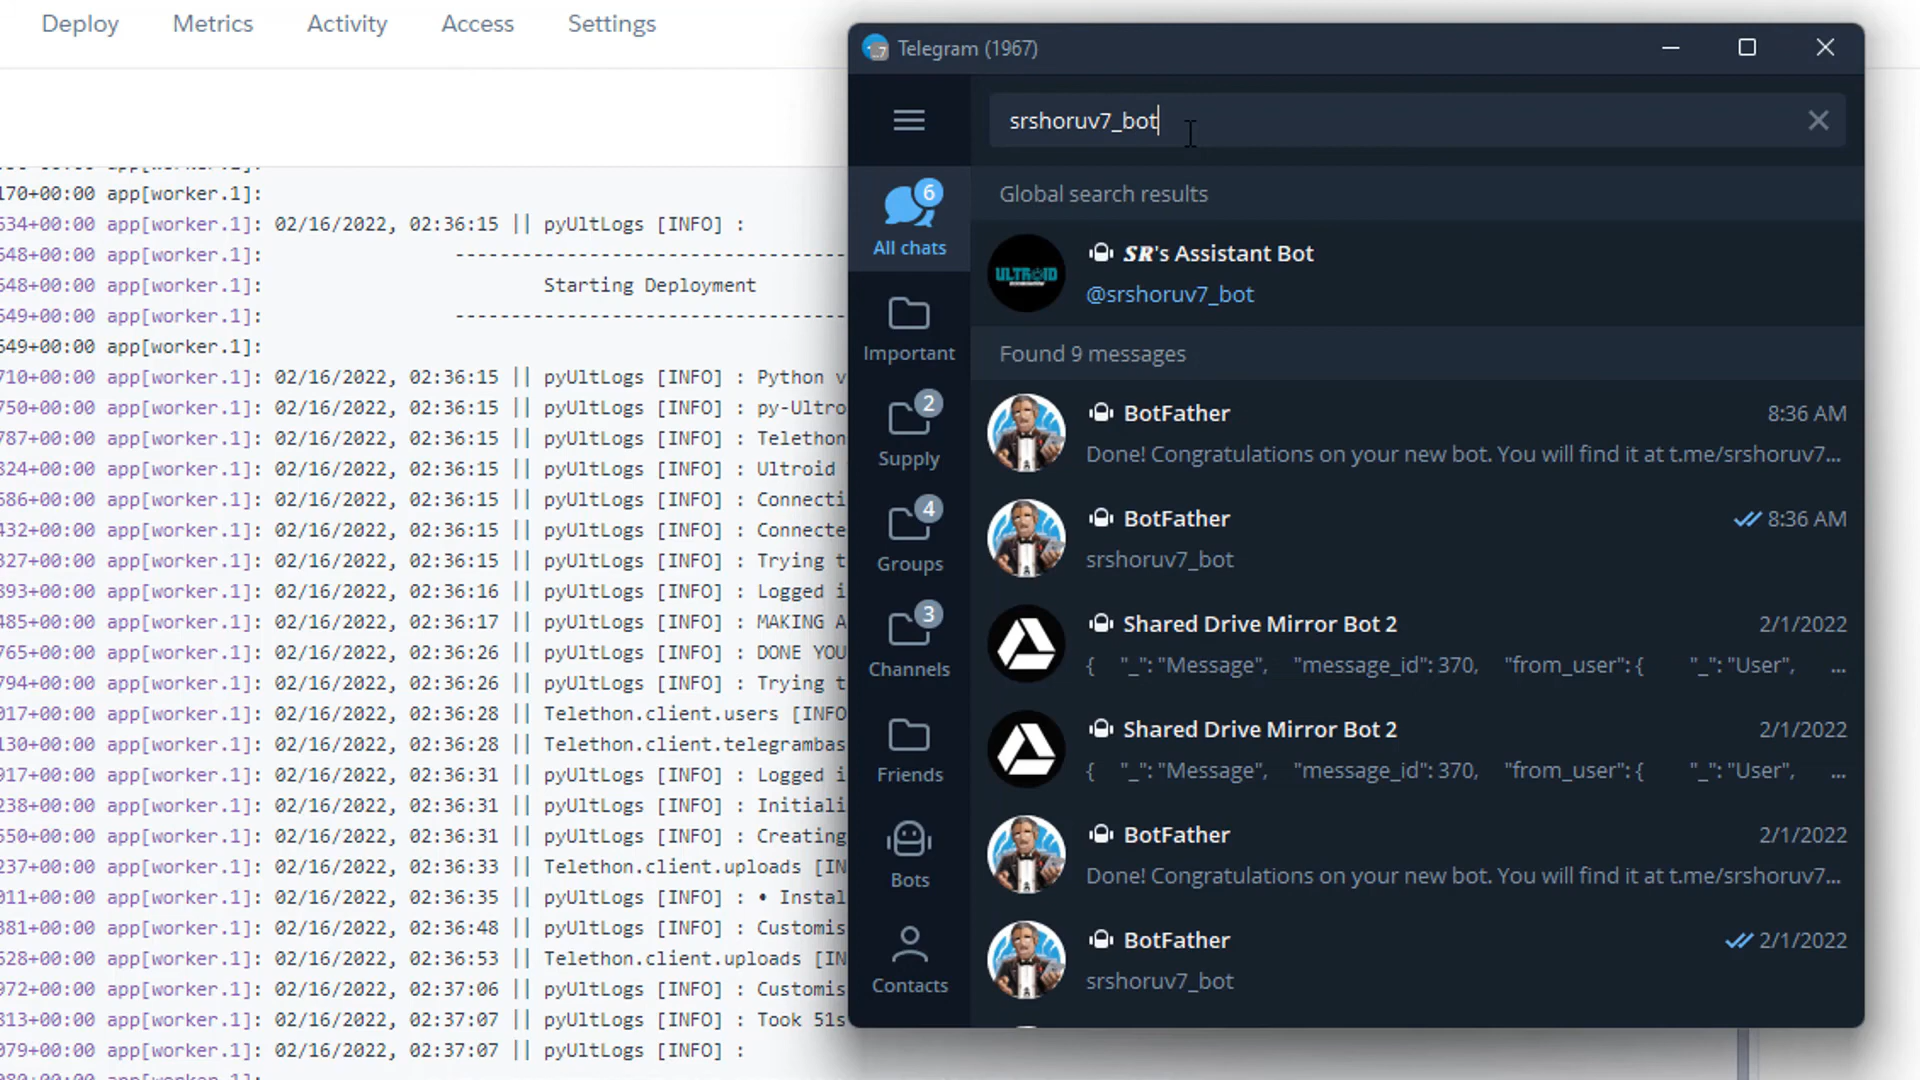 Deploy Metrics Activity Access Settings
170+00:00 app[worker.1]:
534+00:00 app[worker.1]: 02/16/2022, 02:36:15 || pyUltLogs [INFO] :
548+00:00 app[worker.1]: -----------------------------------
548+00:00 app[worker.1]: Starting Deployment
549+00:00 app[worker.1]: -----------------------------------
549+00:00 app[worker.1]:
710+00:00 app[worker.1]: 02/16/2022, 02:36:15 || pyUltLogs [INFO] : Python v
750+00:00 app[worker.1]: 02/16/2022, 02:36:15 || pyUltLogs [INFO] : py-Ultro
787+00:00 app[worker.1]: 02/16/2022, 02:36:15 || pyUltLogs [INFO] : Telethon
824+00:00 app[worker.1]: 02/16/2022, 02:36:15 || pyUltLogs [INFO] : Ultroid
586+00:00 app[worker.1]: 02/16/2022, 02:36:15 || pyUltLogs [INFO] : Connecti
432+00:00 app[worker.1]: 02/16/2022, 02:36:15 || pyUltLogs [INFO] : Connecte
327+00:00 app[worker.1]: 02/16/2022, 02:36:15 || pyUltLogs [INFO] : Trying t
893+00:00 app[worker.1]: 02/16/2022, 02:36:16 || pyUltLogs [INFO] : Logged i
485+00:00 app[worker.1]: 02/16/2022, 02:36:17 || pyUltLogs [INFO] : MAKING A
765+00:00 app[worker.1]: 02/16/2022, 02:36:26 || pyUltLogs [INFO] : DONE YOU
794+00:00 app[worker.1]: 02/16/2022, 02:36:26 || pyUltLogs [INFO] : Trying t
017+00:00 app[worker.1]: 02/16/2022, 02:36:28 || Telethon.client.users [INFO
130+00:00 app[worker.1]: 02/16/2022, 02:36:28 || Telethon.client.telegrambas
917+00:00 app[worker.1]: 02/16/2022, 02:36:31 || pyUltLogs [INFO] : Logged i
238+00:00 app[worker.1]: 02/16/2022, 02:36:31 || pyUltLogs [INFO] : Initiali
550+00:00 app[worker.1]: 02/16/2022, 02:36:31 || pyUltLogs [INFO] : Creating
237+00:00 app[worker.1]: 02/16/2022, 02:36:33 || Telethon.client.uploads [IN
011+00:00 app[worker.1]: 02/16/2022, 02:36:35 || pyUltLogs [INFO] : • Instal
381+00:00 app[worker.1]: 02/16/2022, 02:36:48 || pyUltLogs [INFO] : Customis
528+00:00 app[worker.1]: 02/16/2022, 02:36:53 || Telethon.client.uploads [IN
972+00:00 app[worker.1]: 02/16/2022, 02:37:06 || pyUltLogs [INFO] : Customis
813+00:00 app[worker.1]: 02/16/2022, 02:37:07 || pyUltLogs [INFO] : Took 51s
079+00:00 app[worker.1]: 02/16/2022, 02:37:07 || pyUltLogs [INFO] :
Telegram (1967)
srshoruv7_bot
6
All chats
Important
2
Supply
4
Groups
3
Channels
Friends
Bots
Contacts
Global search results
ULTROID
SR's Assistant Bot
@srshoruv7_bot
Found 9 messages
BotFather 8:36 AM
Done! Congratulations on your new bot. You will find it at t.me/srshoruv7...
BotFather 8:36 AM
srshoruv7_bot
Shared Drive Mirror Bot 2 2/1/2022
{ "_": "Message", "message_id": 370, "from_user": { "_": "User", ...
Shared Drive Mirror Bot 2 2/1/2022
{ "_": "Message", "message_id": 370, "from_user": { "_": "User", ...
BotFather 2/1/2022
Done! Congratulations on your new bot. You will find it at t.me/srshoruv7...
BotFather 2/1/2022
srshoruv7_bot